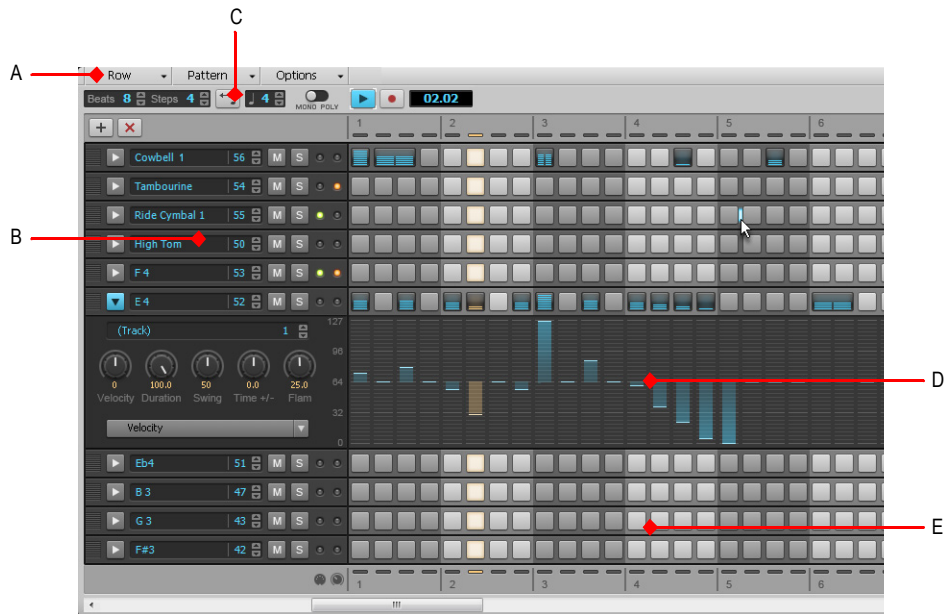 C
A
Row Pattern Options
Beats 8 Steps 4 4 MONO POLY 02.02
1 2 3 4 5 6
Cowbell 1 56 M S
Tambourine 54 M S
Ride Cymbal 1 55 M S
B
High Tom 50 M S
F 4 53 M S
E 4 52 M S
(Track) 1 127
96
0 100.0 50 0.0 25.0 64
D
Velocity Duration Swing Time +/- Flam
32
Velocity
0
Eb4 51 M S
B 3 47 M S
G 3 43 M S
E
F#3 42 M S
1 2 3 4 5 6